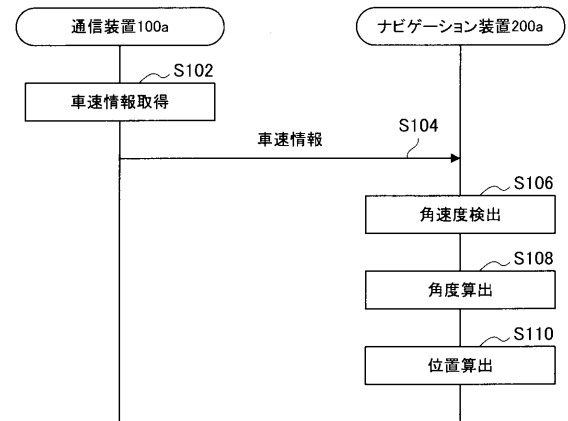 通信装置100a
ナビゲーション装置200a
S102
車速情報取得
車速情報
S104
S106
角速度検出
S108
角度算出
S110
位置算出